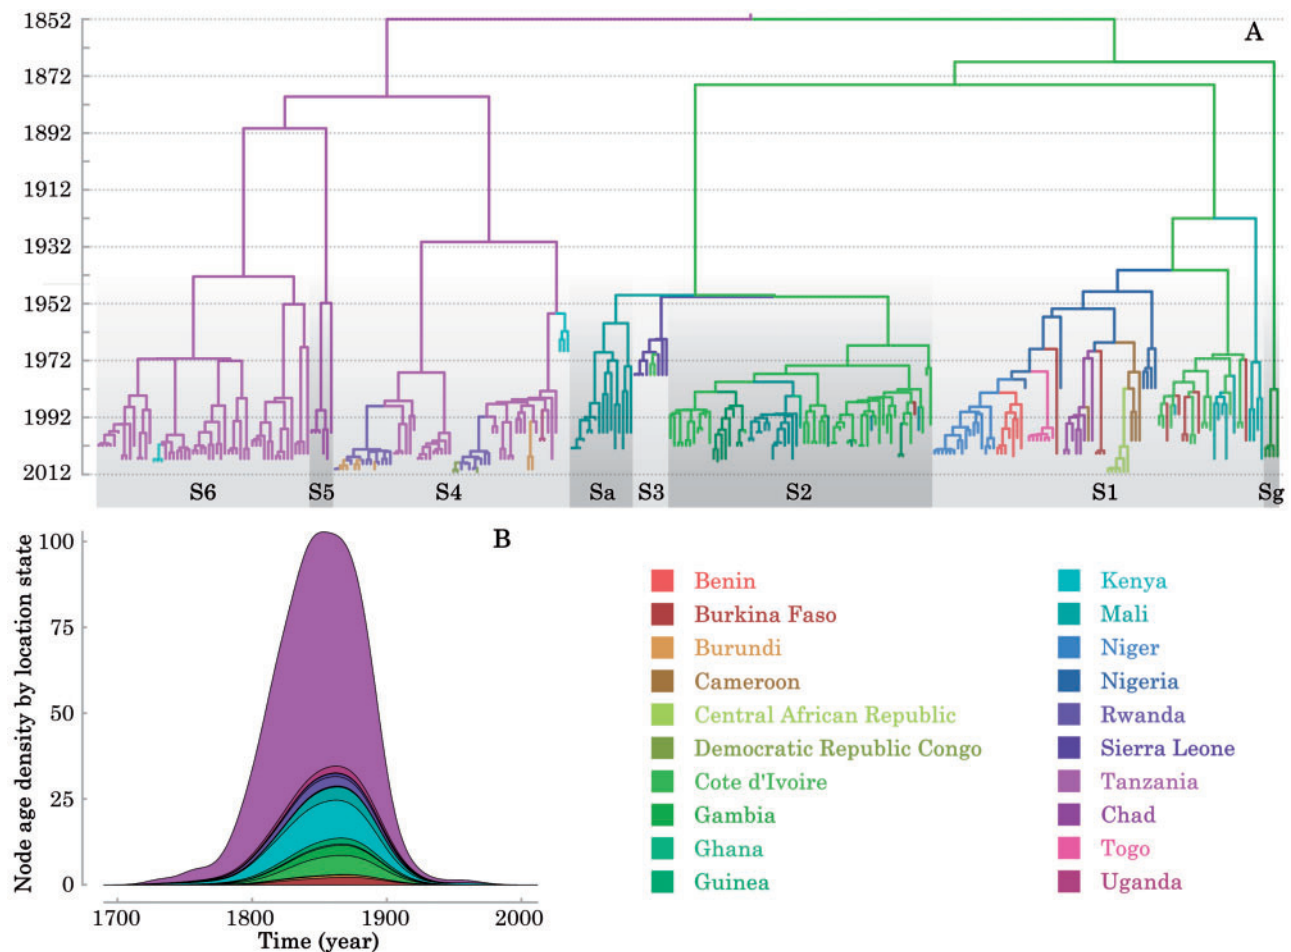 1852
A
1872
1892
1912
1932
1952
1972
1992
2012
S6 S5 S4 Sa S3 S2 S1 Sg
B
Node age density by location state
100
75
50
25
0
1700 1800 1900 2000
Time (year)
Benin
Burkina Faso
Burundi
Cameroon
Central African Republic
Democratic Republic Congo
Cote d'Ivoire
Gambia
Ghana
Guinea
Kenya
Mali
Niger
Nigeria
Rwanda
Sierra Leone
Tanzania
Chad
Togo
Uganda